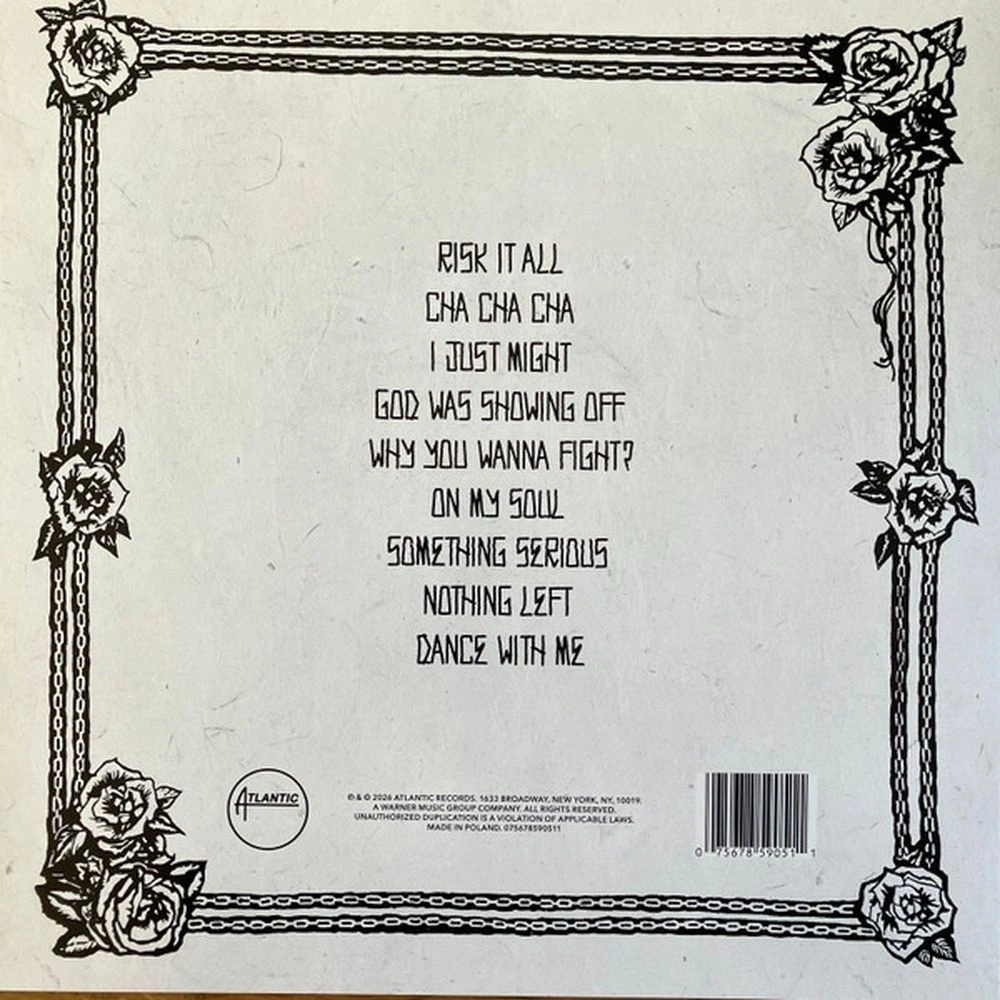 RISK IT ALL
CHA CHA CHA
I JUST MIGHT
GOD WAS SHOWING OFF
WHY YOU WANNA FIGHT?
ON MY SOUL
SOMETHING SERIOUS
NOTHING LEFT
DANCE WITH ME
ATLANTIC
℗ & © 2026 ATLANTIC RECORDS. 1633 BROADWAY, NEW YORK, NY, 10019.
A WARNER MUSIC GROUP COMPANY. ALL RIGHTS RESERVED.
UNAUTHORIZED DUPLICATION IS A VIOLATION OF APPLICABLE LAWS.
MADE IN POLAND. 075678590511
0 75678 59051 1